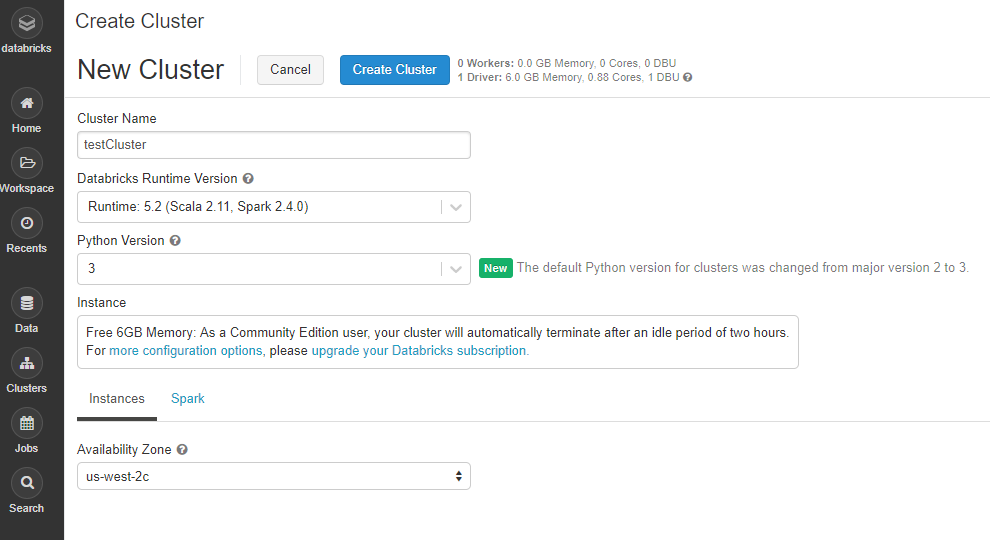 databricks
Home
Workspace
Recents
Data
Clusters
Jobs
Search
Create Cluster
New Cluster
Cancel
Create Cluster
0 Workers: 0.0 GB Memory, 0 Cores, 0 DBU
1 Driver: 6.0 GB Memory, 0.88 Cores, 1 DBU ?
Cluster Name
testCluster
Databricks Runtime Version ?
Runtime: 5.2 (Scala 2.11, Spark 2.4.0)
Python Version ?
3
New The default Python version for clusters was changed from major version 2 to 3.
Instance
Free 6GB Memory: As a Community Edition user, your cluster will automatically terminate after an idle period of two hours.
For more configuration options, please upgrade your Databricks subscription.
Instances Spark
Availability Zone ?
us-west-2c